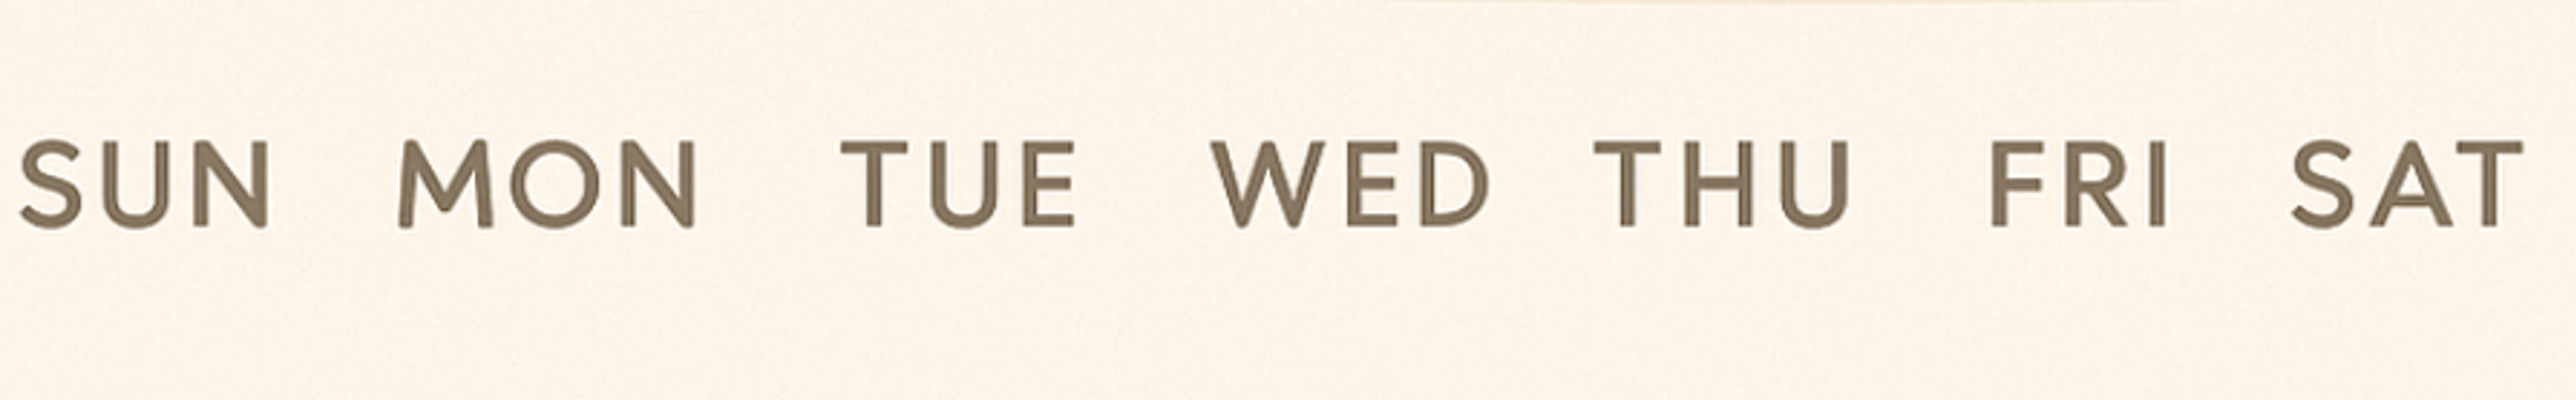 SUN MON TUE WED THU FRI SAT